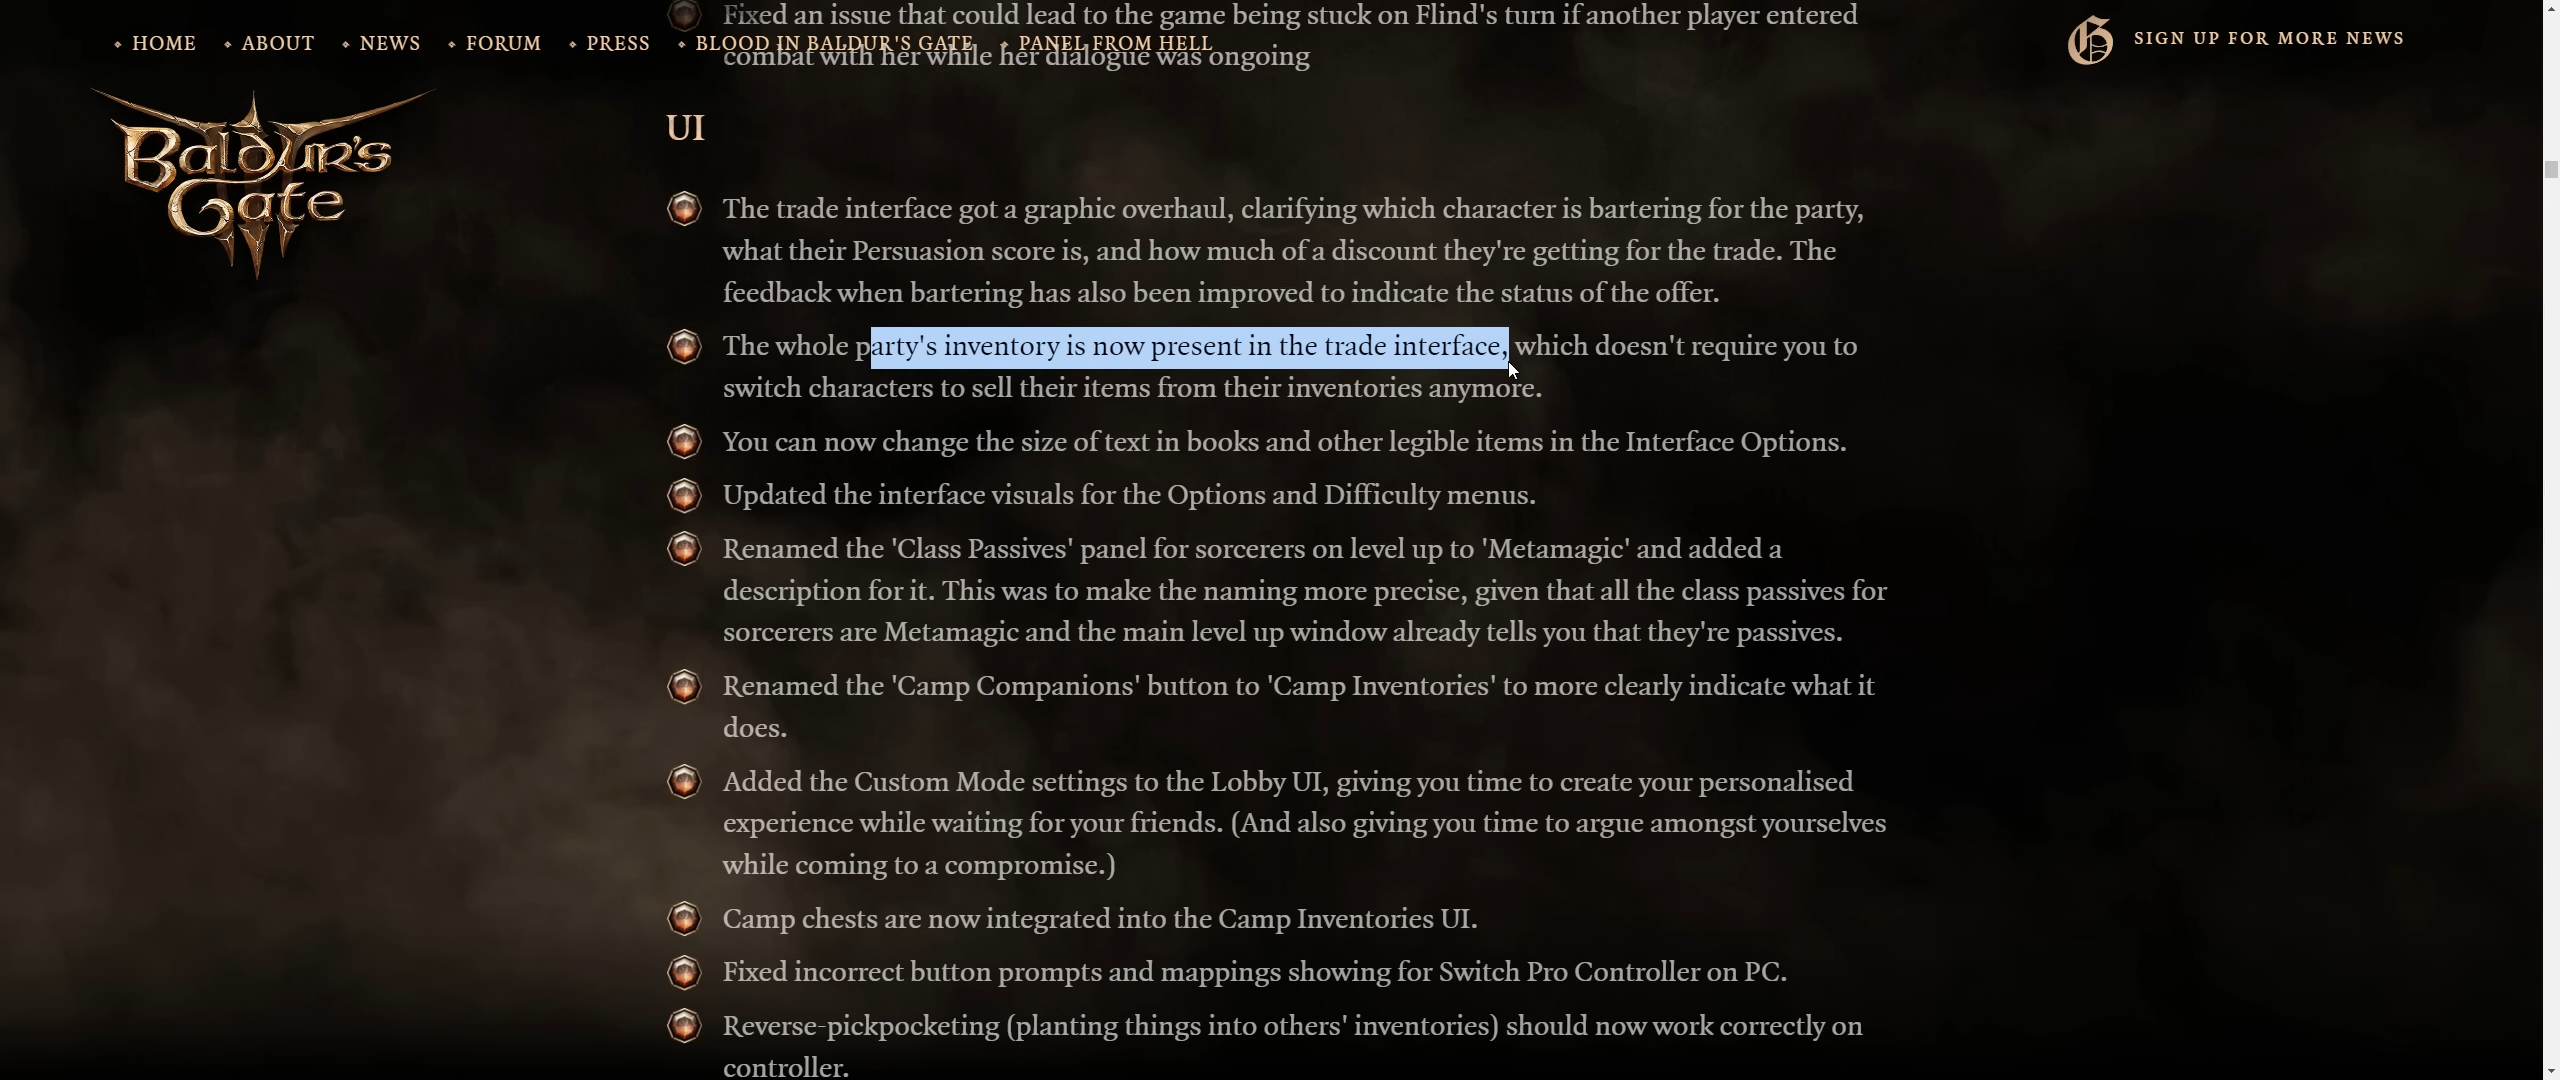 Fixed an issue that could lead to the game being stuck on Flind's turn if another player entered
HOME ABOUT NEWS FORUM PRESS BLOOD IN BALDUR'S GATE PANEL FROM HELL
SIGN UP FOR MORE NEWS
combat with her while her dialogue was ongoing
Baldur's
Gate
UI
The trade interface got a graphic overhaul, clarifying which character is bartering for the party,
what their Persuasion score is, and how much of a discount they're getting for the trade. The
feedback when bartering has also been improved to indicate the status of the offer.
The whole party's inventory is now present in the trade interface, which doesn't require you to
switch characters to sell their items from their inventories anymore.
You can now change the size of text in books and other legible items in the Interface Options.
Updated the interface visuals for the Options and Difficulty menus.
Renamed the 'Class Passives' panel for sorcerers on level up to 'Metamagic' and added a
description for it. This was to make the naming more precise, given that all the class passives for
sorcerers are Metamagic and the main level up window already tells you that they're passives.
Renamed the 'Camp Companions' button to 'Camp Inventories' to more clearly indicate what it
does.
Added the Custom Mode settings to the Lobby UI, giving you time to create your personalised
experience while waiting for your friends. (And also giving you time to argue amongst yourselves
while coming to a compromise.)
Camp chests are now integrated into the Camp Inventories UI.
Fixed incorrect button prompts and mappings showing for Switch Pro Controller on PC.
Reverse-pickpocketing (planting things into others' inventories) should now work correctly on
controller.